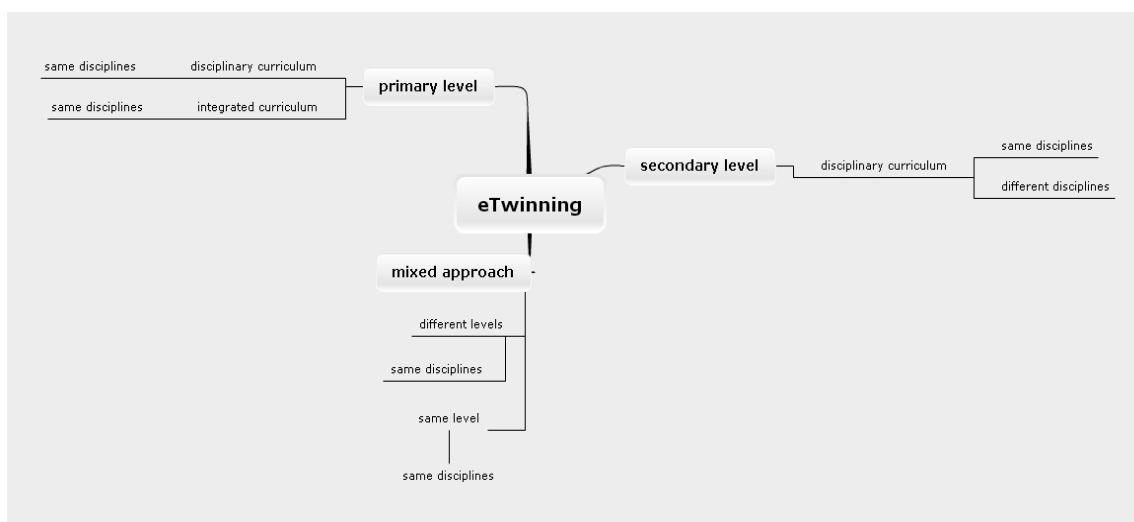 same disciplines
disciplinary curriculum
primary level
same disciplines
integrated curriculum
eTwinning
secondary level
disciplinary curriculum
same disciplines
different disciplines
mixed approach
different levels
same disciplines
same level
same disciplines